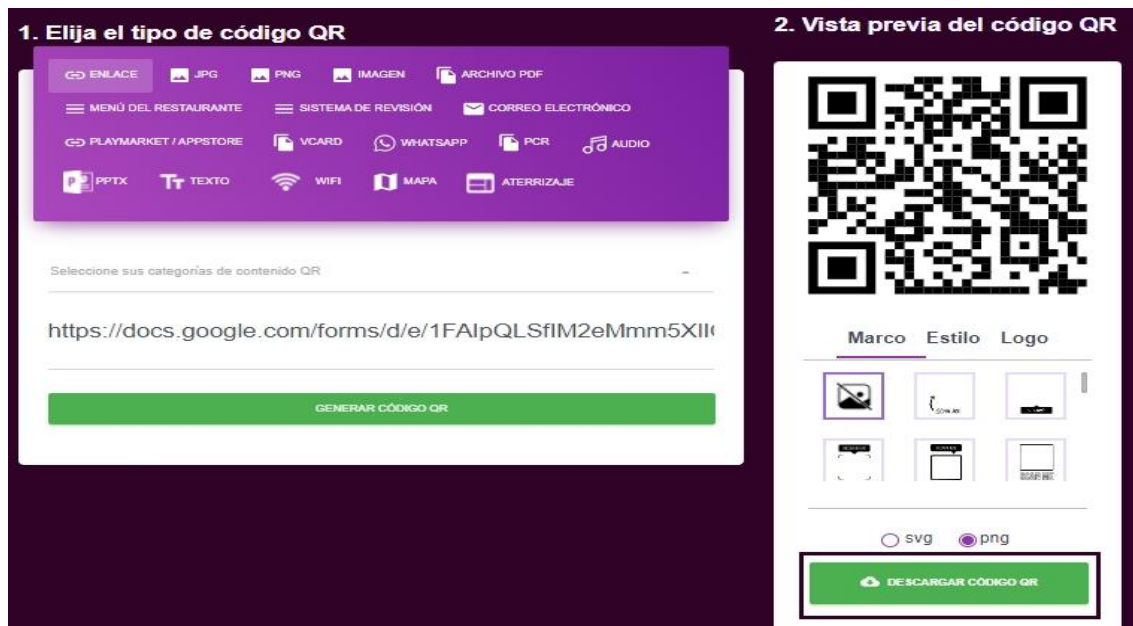 1. Elija el tipo de código QR
ENLACE JPG PNG IMAGEN ARCHIVO PDF
MENÚ DEL RESTAURANTE SISTEMA DE REVISIÓN CORREO ELECTRÓNICO
PLAYMARKET / APPSTORE VCARD WHATSAPP PCR AUDIO
PPTX TEXTO WIFI MAPA ATERRIZAJE
Seleccione sus categorías de contenido QR
https://docs.google.com/forms/d/e/
GENERAR CÓDIGO QR
2. Vista previa del código QR
Marco Estilo Logo
SCAN ME
svg png
DESCARGAR CÓDIGO QR